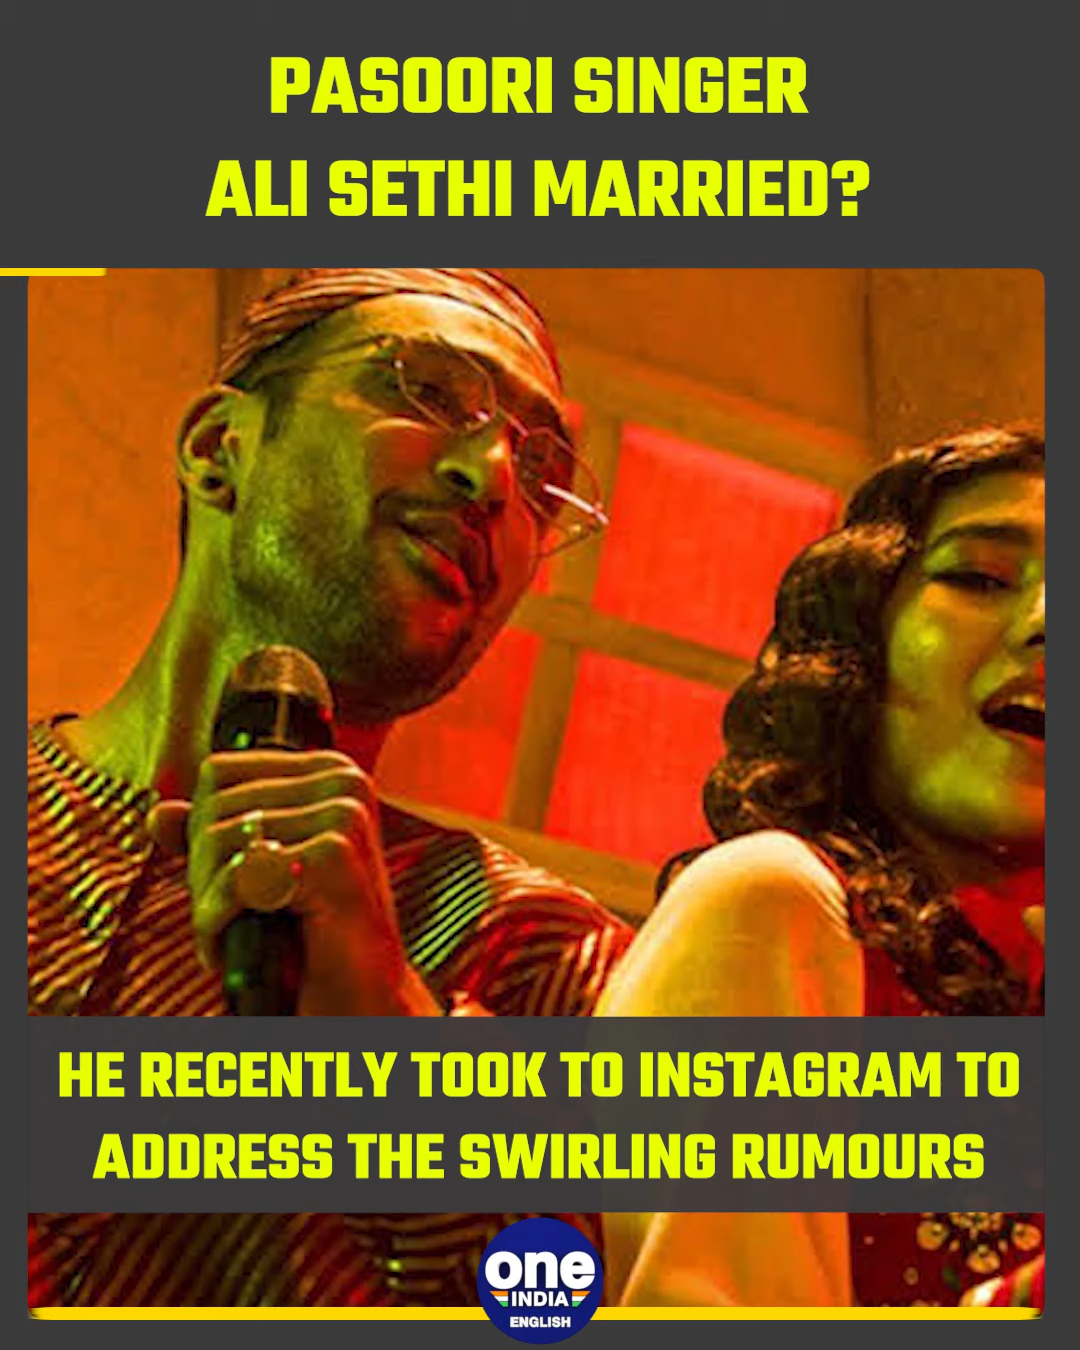 PASOORI SINGER
ALI SETHI MARRIED?
HE RECENTLY TOOK TO INSTAGRAM TO
ADDRESS THE SWIRLING RUMOURS
one
INDIA
ENGLISH